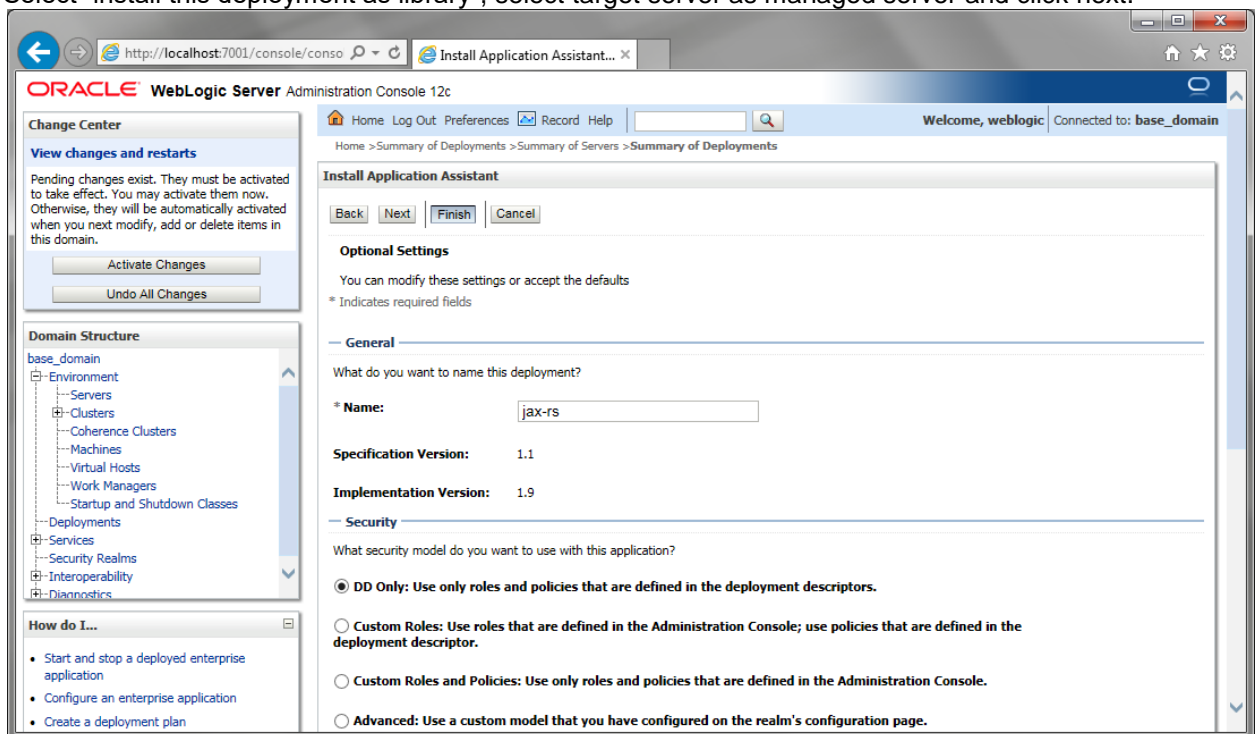 Select "install this deployment as library", select target server as managed server and click next.
http://localhost:7001/console/conso
Install Application Assistant...
ORACLE WebLogic Server Administration Console 12c
Change Center
View changes and restarts
Pending changes exist. They must be activated
to take effect. You may activate them now.
Otherwise, they will be automatically activated
when you next modify, add or delete items in
this domain.
Activate Changes
Undo All Changes
Domain Structure
base_domain
Environment
Servers
Clusters
Coherence Clusters
Machines
Virtual Hosts
Work Managers
Startup and Shutdown Classes
Deployments
Services
Security Realms
Interoperability
Diagnostics
How do I...
Start and stop a deployed enterprise
application
Configure an enterprise application
Create a deployment plan
Home Log Out Preferences Record Help
Welcome, weblogic Connected to: base_domain
Home >Summary of Deployments >Summary of Servers >Summary of Deployments
Install Application Assistant
Back Next Finish Cancel
Optional Settings
You can modify these settings or accept the defaults
* Indicates required fields
General
What do you want to name this deployment?
* Name: jax-rs
Specification Version: 1.1
Implementation Version: 1.9
Security
What security model do you want to use with this application?
DD Only: Use only roles and policies that are defined in the deployment descriptors.
Custom Roles: Use roles that are defined in the Administration Console; use policies that are defined in the
deployment descriptor.
Custom Roles and Policies: Use only roles and policies that are defined in the Administration Console.
Advanced: Use a custom model that you have configured on the realm's configuration page.